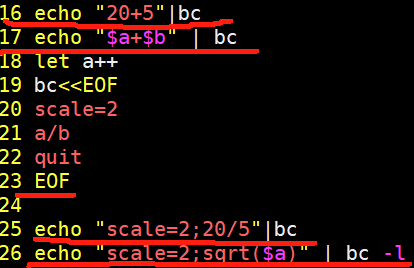 16 echo "20+5"|bc
17 echo "$a+$b" | bc
18 let a++
19 bc<<EOF
20 scale=2
21 a/b
22 quit
23 EOF
24
25 echo "scale=2;20/5"|bc
26 echo "scale=2;sqrt($a)" | bc -l